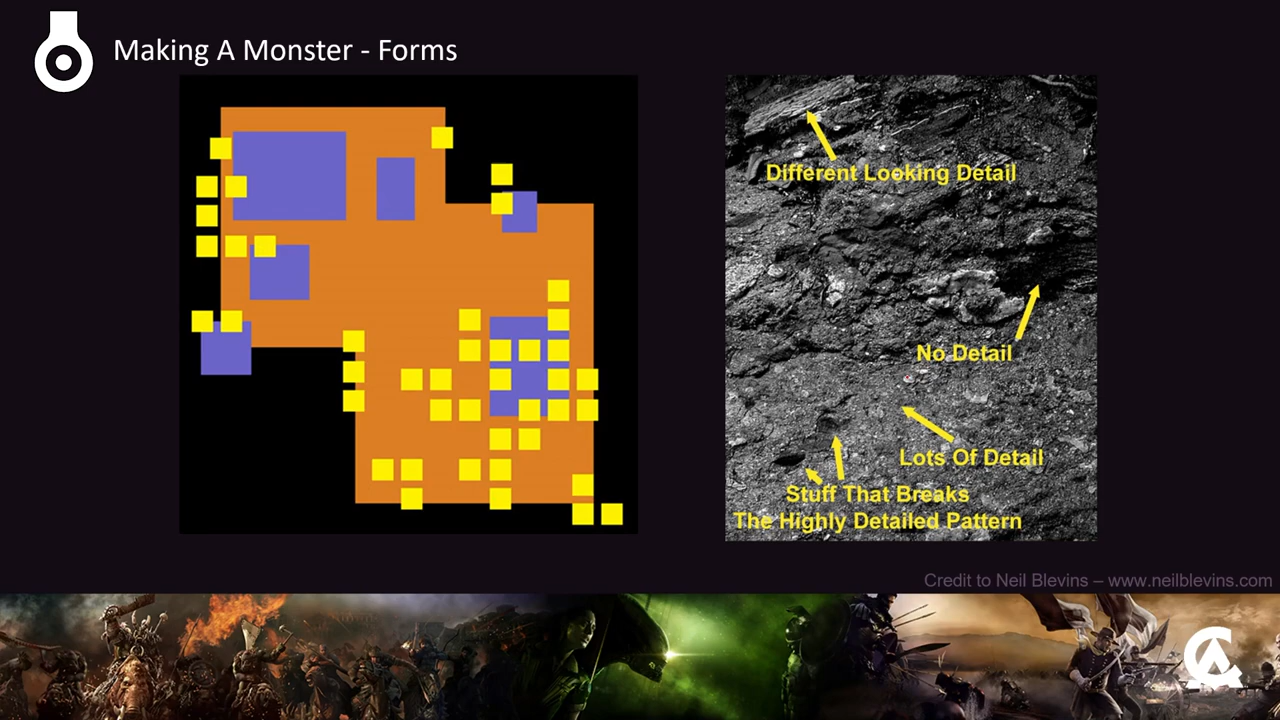 Making A Monster - Forms
Different Looking Detail
No Detail
Lots Of Detail
Stuff That Breaks
The Highly Detailed Pattern
Credit to Neil Blevins – www.neilblevins.com